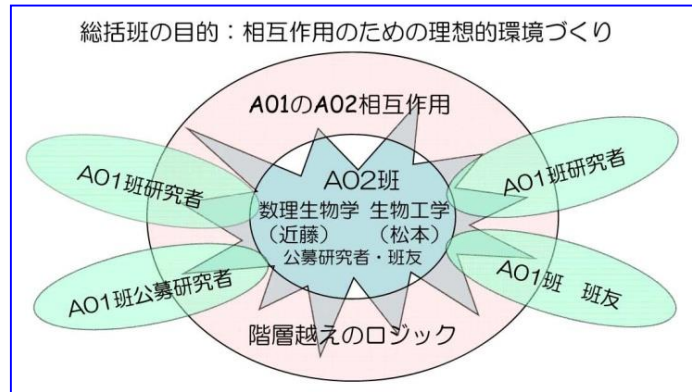 総括班の目的：相互作用のための理想的環境づくり
A01のA02相互作用
A01班研究者
A01班研究者
A02班
数理生物学 生物工学
（近藤） （松本）
公募研究者・班友
A01班公募研究者
A01班 班友
階層越えのロジック